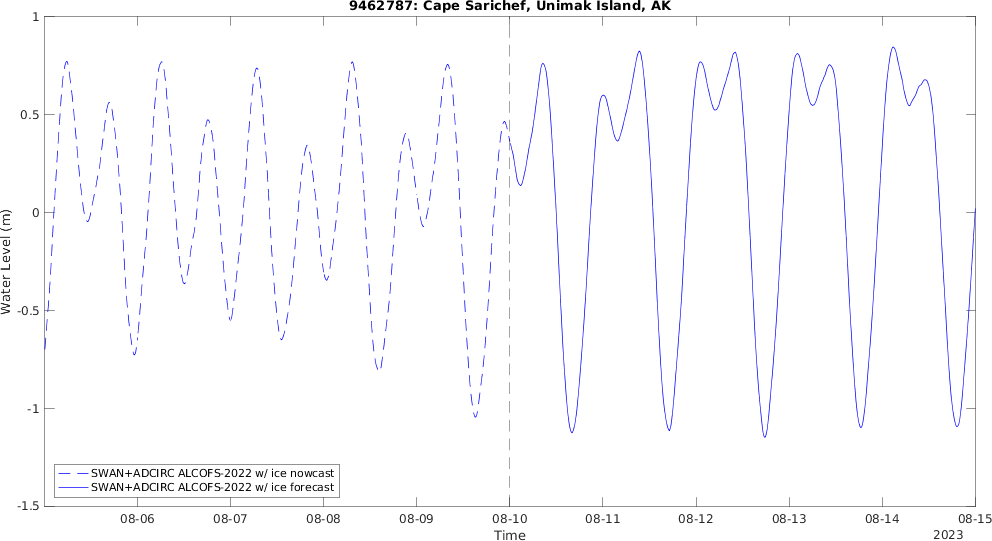 9462787: Cape Sarichef, Unimak Island, AK
1
0.5
0
-0.5
-1
-1.5
Water Level (m)
SWAN+ADCIRC ALCOFS-2022 w/ ice nowcast
SWAN+ADCIRC ALCOFS-2022 w/ ice forecast
08-06 08-07 08-08 08-09 08-10 08-11 08-12 08-13 08-14 08-15
Time
2023